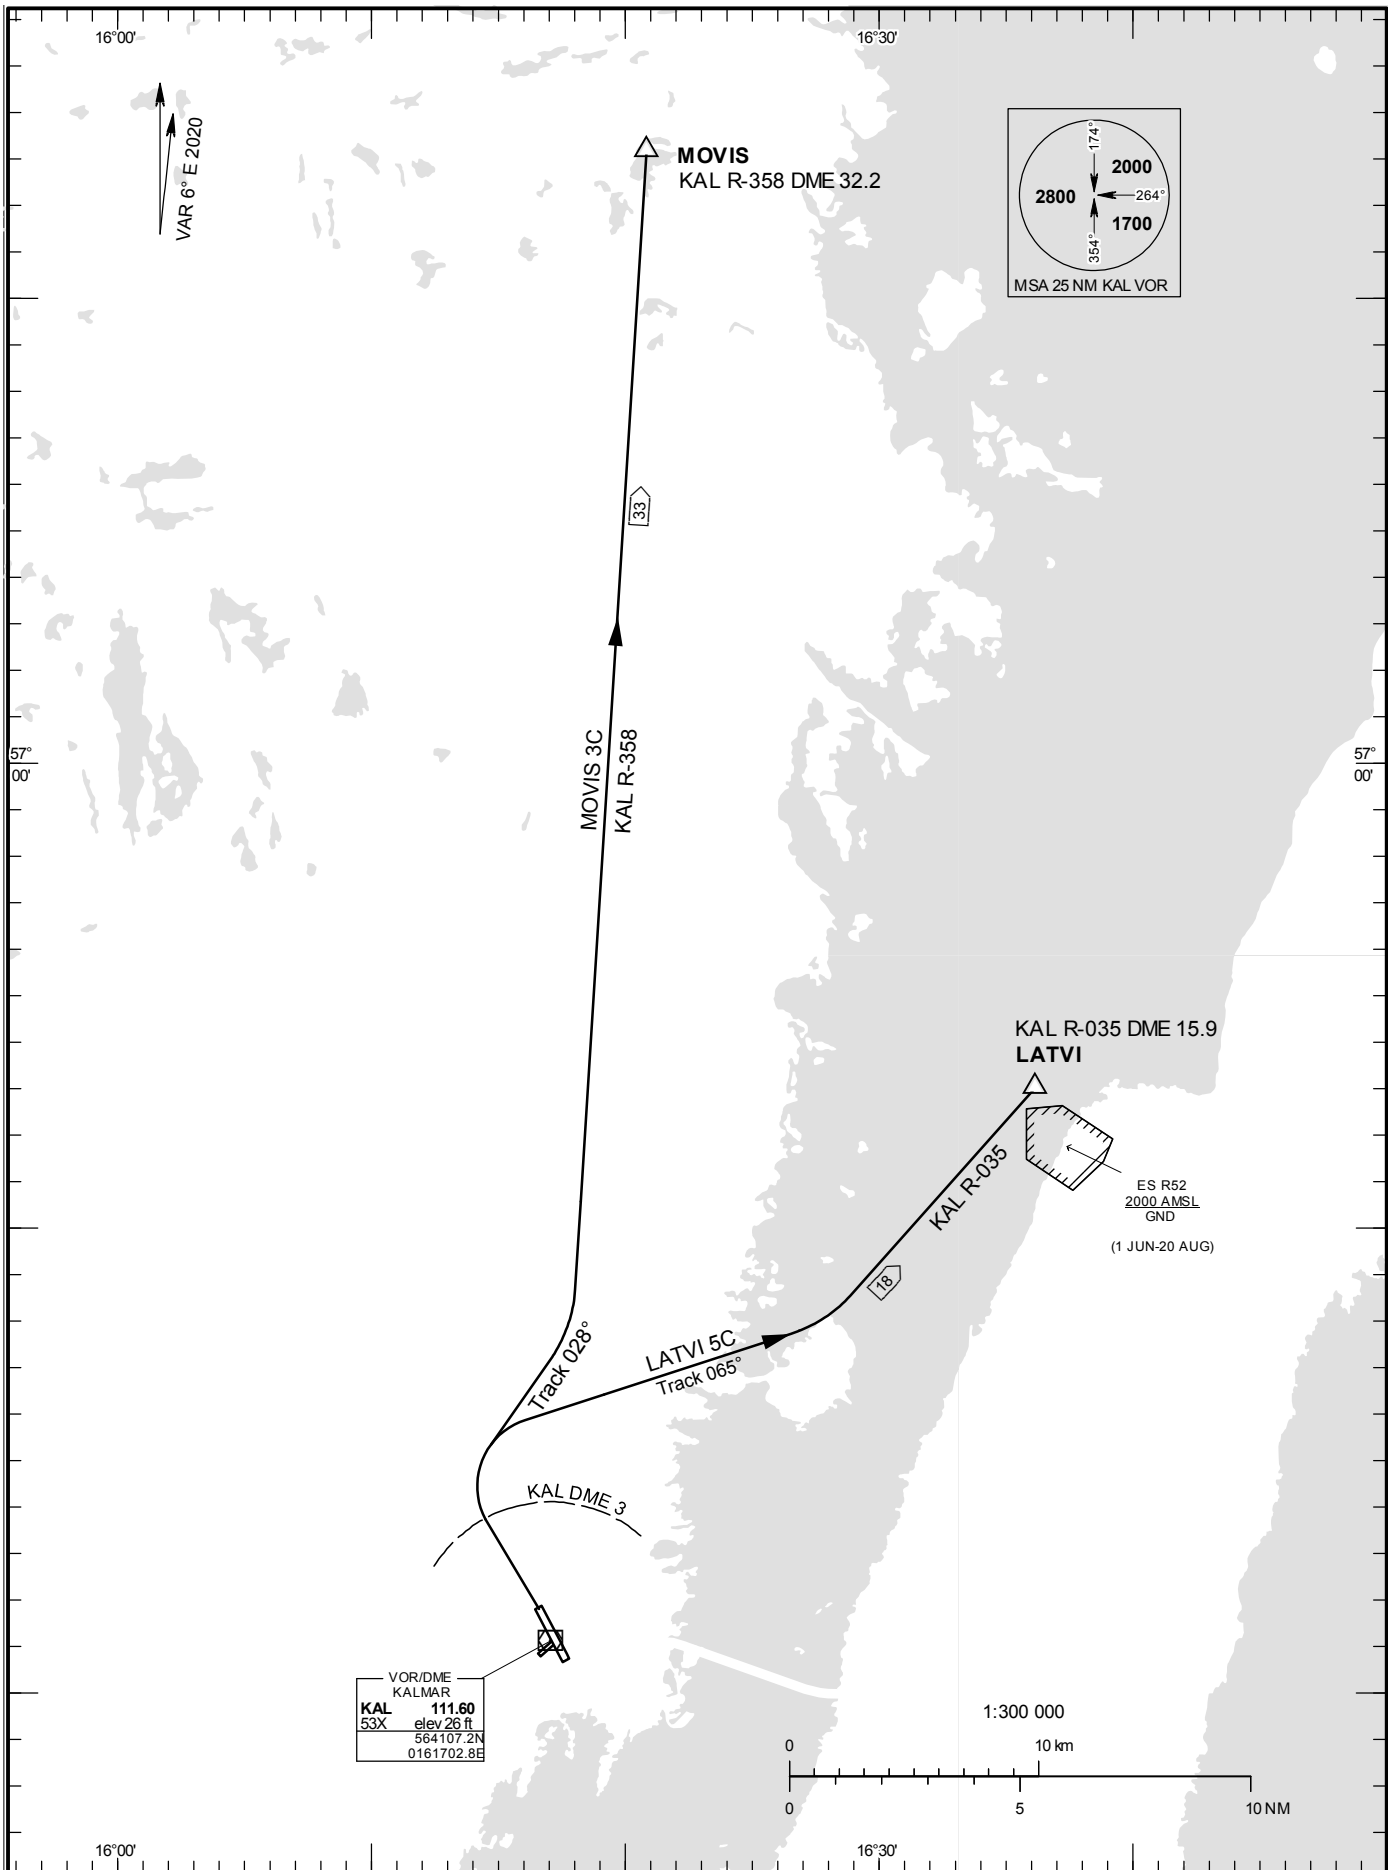 16°00'
16°30'
VAR 6° E 2020
MOVIS
KAL R-358 DME 32.2
174°
2000
2800
264°
1700
354°
MSA 25 NM KAL VOR
33
MOVIS 3C
KAL R-358
57°
00'
57°
00'
KAL R-035 DME 15.9
LATVI
KAL R-035
ES R52
2000 AMSL
GND
(1 JUN-20 AUG)
18
LATVI 5C
Track 065°
Track 028°
KAL DME 3
VOR/DME
KALMAR
KAL 111.60
53X elev 26 ft
564107.2N
0161702.8E
1:300 000
0 10 km
0 5 10 NM
16°00'
16°30'